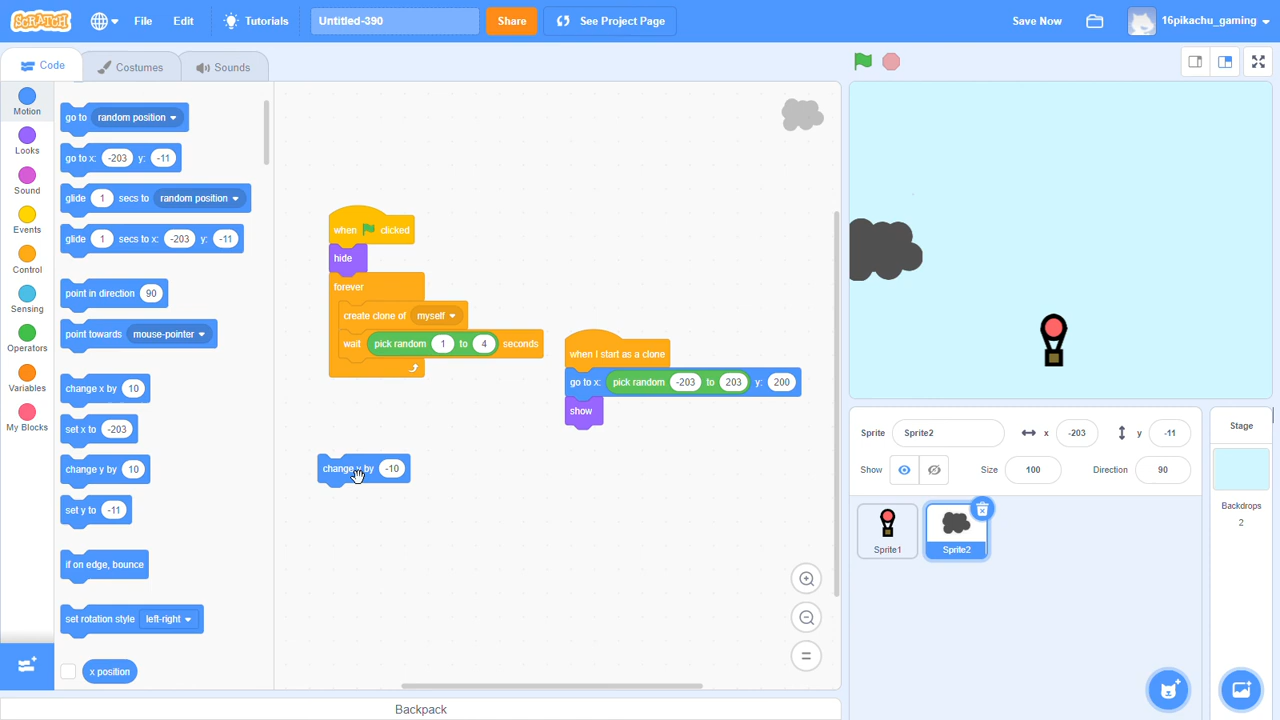 SCRATCH File Edit Tutorials Untitled-390 Share See Project Page Save Now 16pikachu_gaming
Code Costumes Sounds
Motion
Looks
Sound
Events
Control
Sensing
Operators
Variables
My Blocks
go to random position
go to x: -203 y: -11
glide 1 secs to random position
glide 1 secs to x: -203 y: -11
point in direction 90
point towards mouse-pointer
change x by 10
set x to -203
change y by 10
set y to -11
if on edge, bounce
set rotation style left-right
x position
when clicked
hide
forever
create clone of myself
wait pick random 1 to 4 seconds
when I start as a clone
go to x: pick random -203 to 203 y: 200
show
change y by -10
Backpack
Sprite Sprite2 x -203 y -11
Show Size 100 Direction 90
Sprite1 Sprite2
Stage
Backdrops
2